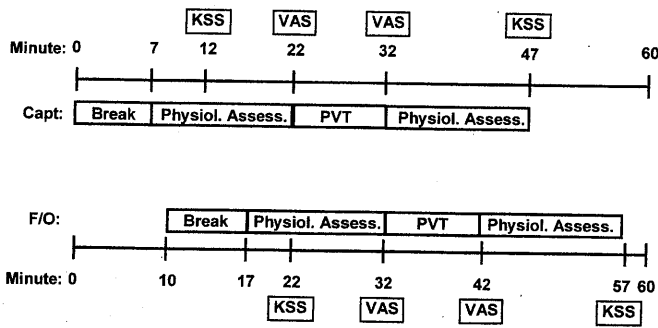 KSS VAS VAS KSS
Minute: 0 7 12 22 32 47 60
Capt: Break Physiol. Assess. PVT Physiol. Assess.
F/O: Break Physiol. Assess. PVT Physiol. Assess.
Minute: 0 10 17 22 32 42 57 60
KSS VAS VAS KSS